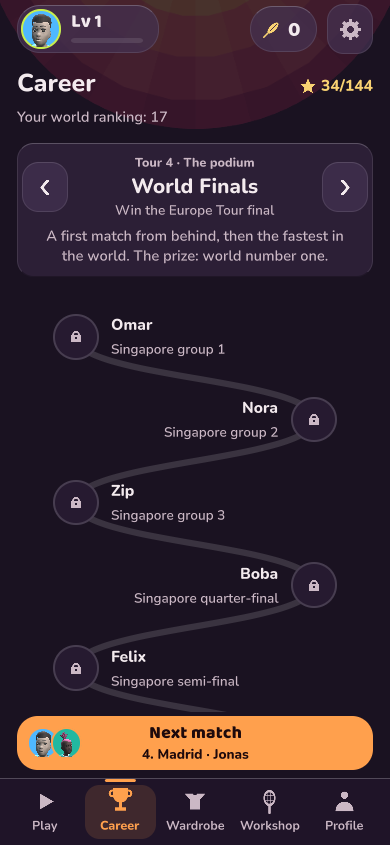 Lv 1
0
Career
34/144
Your world ranking: 17
Tour 4 · The podium
World Finals
Win the Europe Tour final
A first match from behind, then the fastest in
the world. The prize: world number one.
Omar
Singapore group 1
Nora
Singapore group 2
Zip
Singapore group 3
Boba
Singapore quarter-final
Felix
Singapore semi-final
Next match
4. Madrid · Jonas
Play
Career
Wardrobe
Workshop
Profile